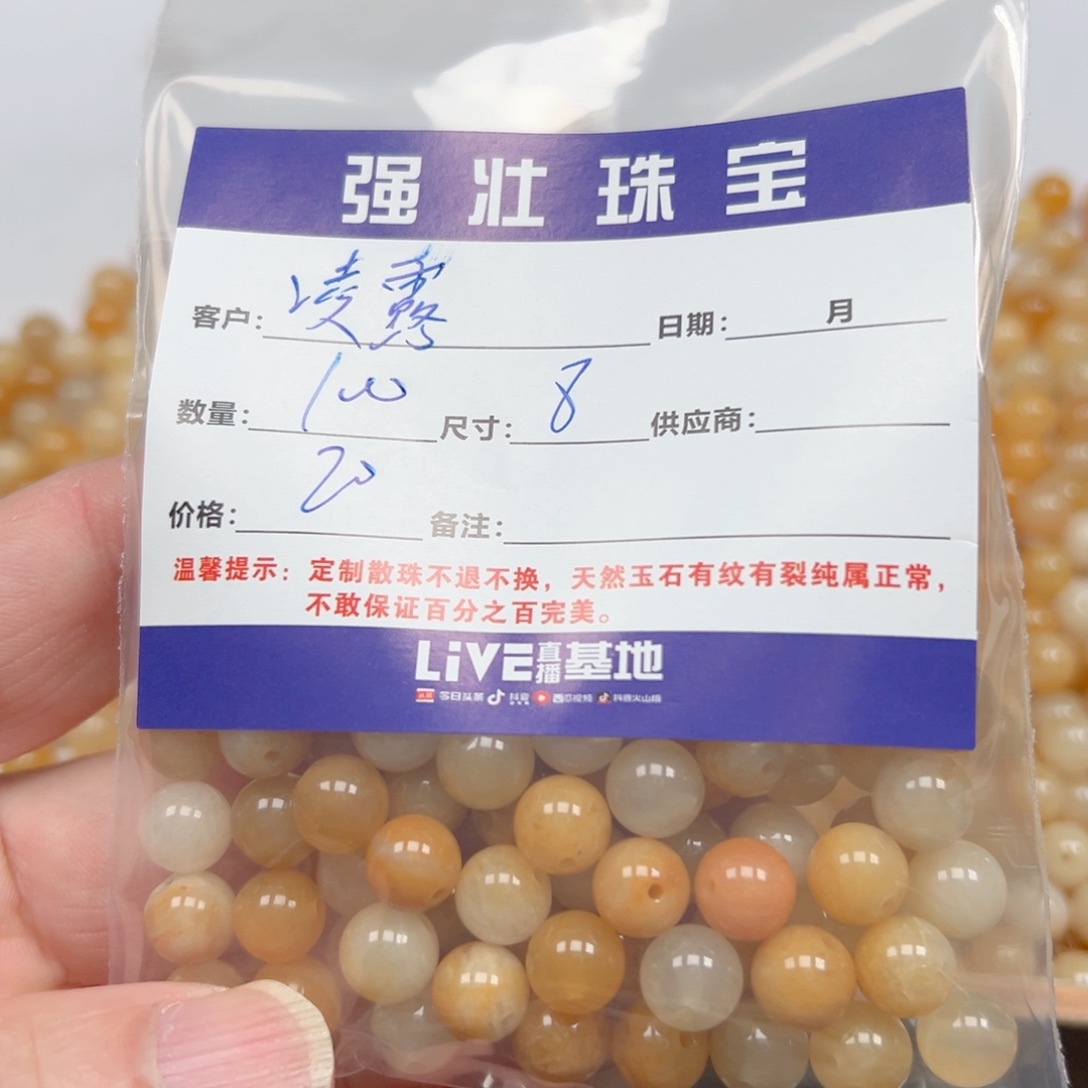 强壮珠宝
客户: 凌露 日期: 月
数量: 100 尺寸: 8 供应商:
价格: 20 备注:
温馨提示: 定制散珠不退不换，天然玉石有纹有裂纯属正常，
不敢保证百分之百完美。
LiVE直播基地
今日头条 抖音 西瓜视频 抖音火山版